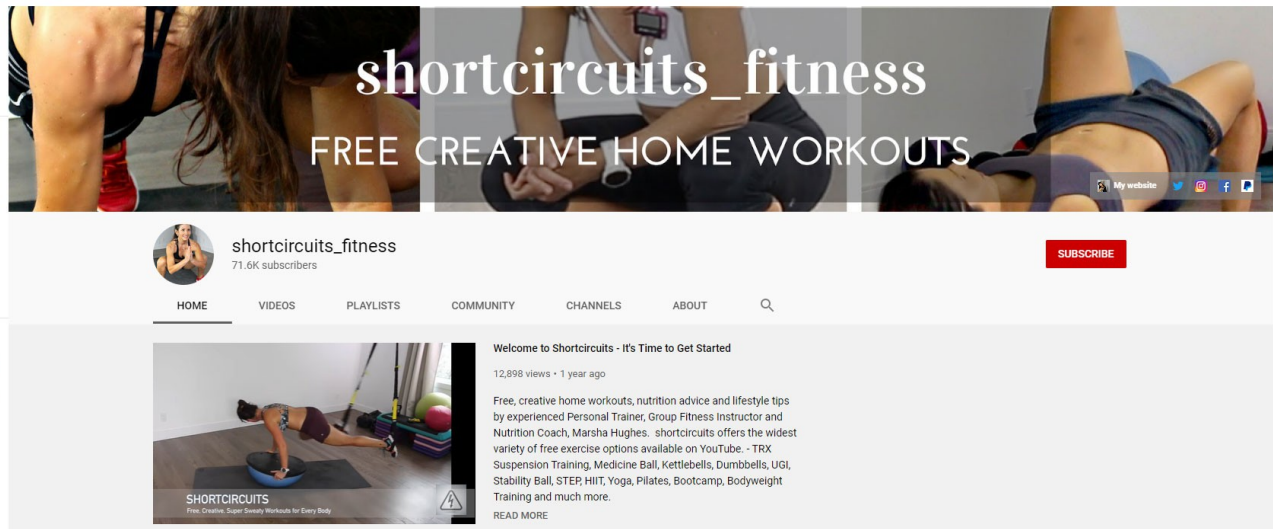 shortcircuits_fitness
FREE CREATIVE HOME WORKOUTS
My website
shortcircuits_fitness
71.6K subscribers
SUBSCRIBE
HOME VIDEOS PLAYLISTS COMMUNITY CHANNELS ABOUT
Welcome to Shortcircuits - It's Time to Get Started
12,898 views • 1 year ago
Free, creative home workouts, nutrition advice and lifestyle tips
by experienced Personal Trainer, Group Fitness Instructor and
Nutrition Coach, Marsha Hughes.  shortcircuits offers the widest
variety of free exercise options available on YouTube. - TRX
Suspension Training, Medicine Ball, Kettlebells, Dumbbells, UGI,
Stability Ball, STEP, HIIT, Yoga, Pilates, Bootcamp, Bodyweight
Training and much more.
READ MORE
SHORTCIRCUITS
Free, Creative, Super Sweaty Workouts for Every Body